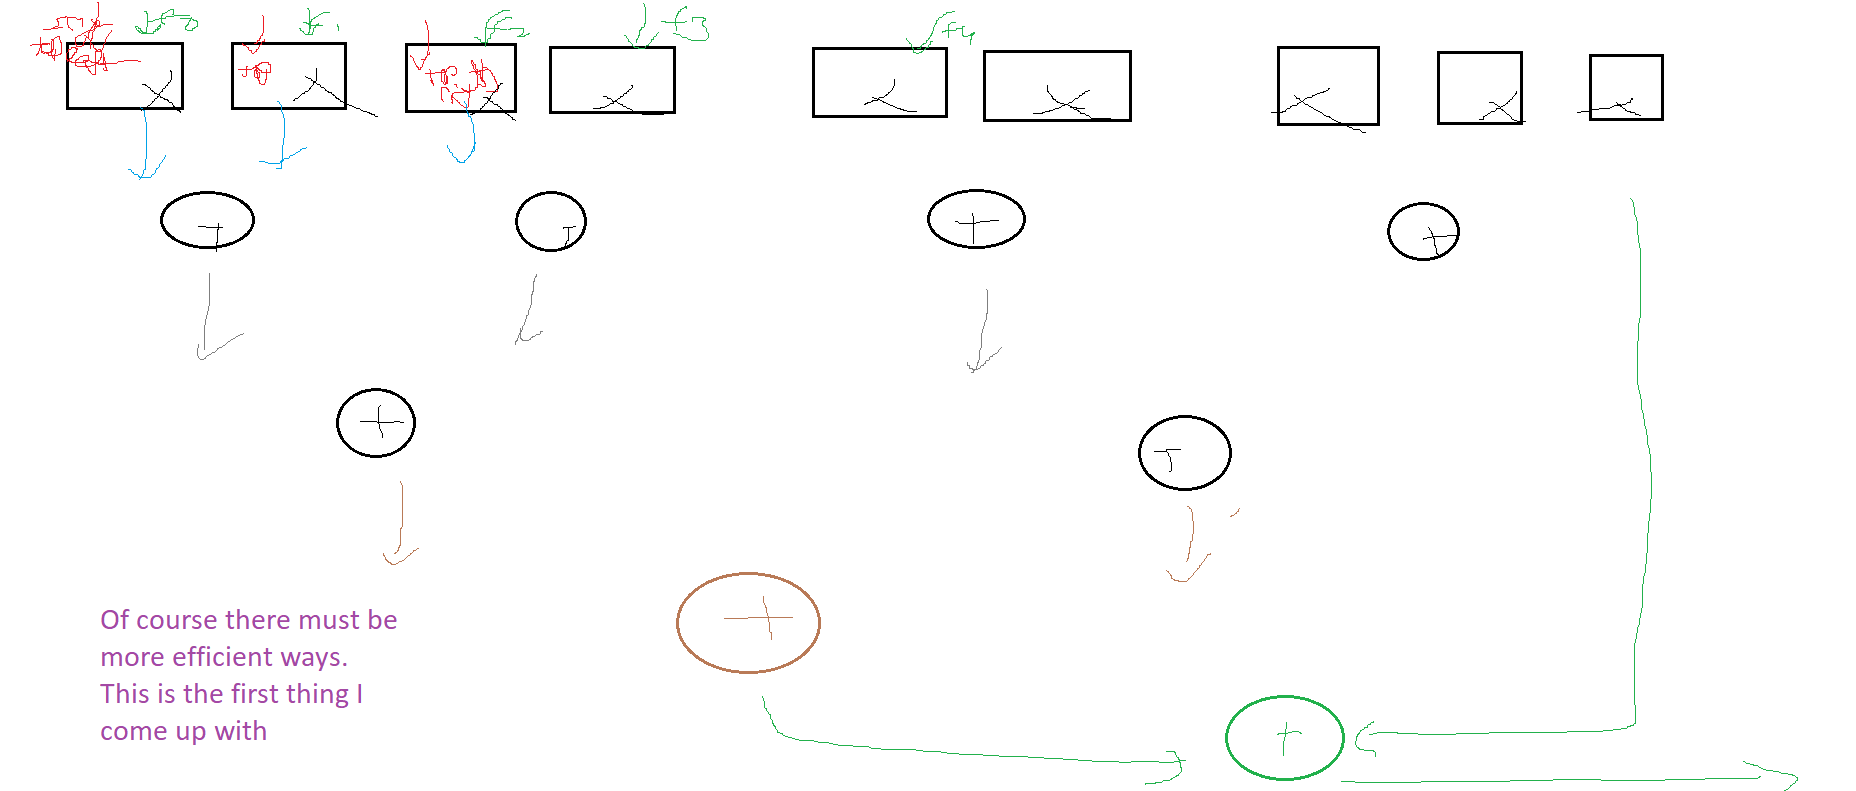 f1
f2
f3
f4
Of course there must be
more efficient ways.
This is the first thing I
come up with